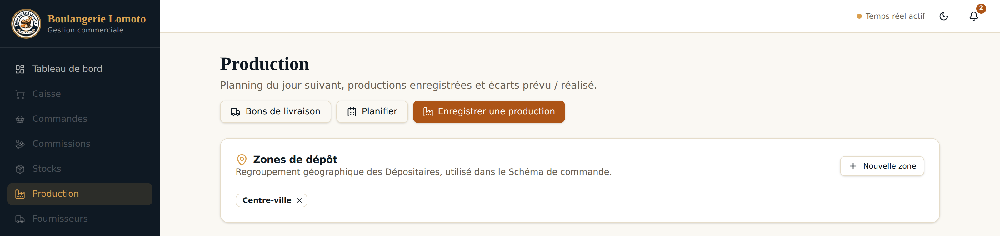 BOULANGERIE LOMOTO
Boulangerie Lomoto
Gestion commerciale
Tableau de bord
Caisse
Commandes
Commissions
Stocks
Production
Fournisseurs
Temps réel actif
2
Production
Planning du jour suivant, productions enregistrées et écarts prévu / réalisé.
Bons de livraison
Planifier
Enregistrer une production
Zones de dépôt
Regroupement géographique des Dépositaires, utilisé dans le Schéma de commande.
Nouvelle zone
Centre-ville